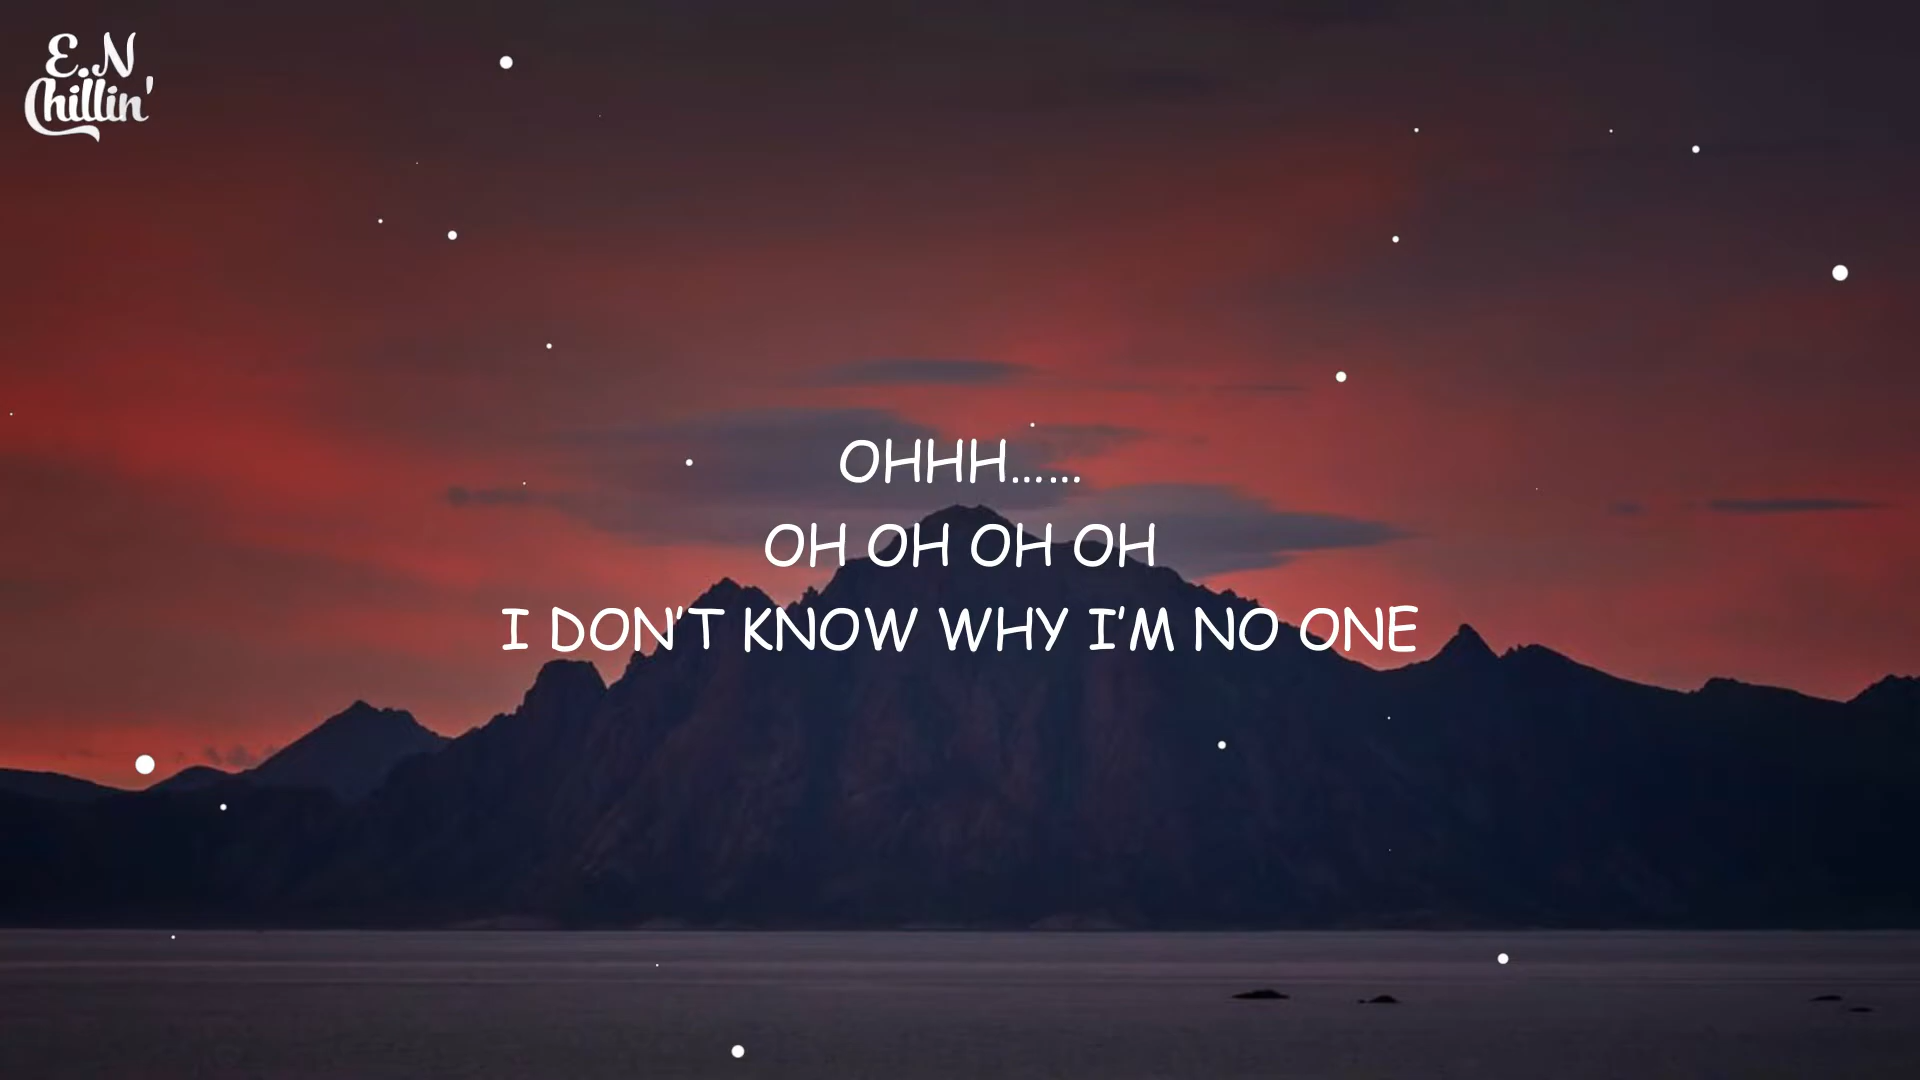 E.N
Chillin'
OHHH......
OH OH OH OH
I DON'T KNOW WHY I'M NO ONE